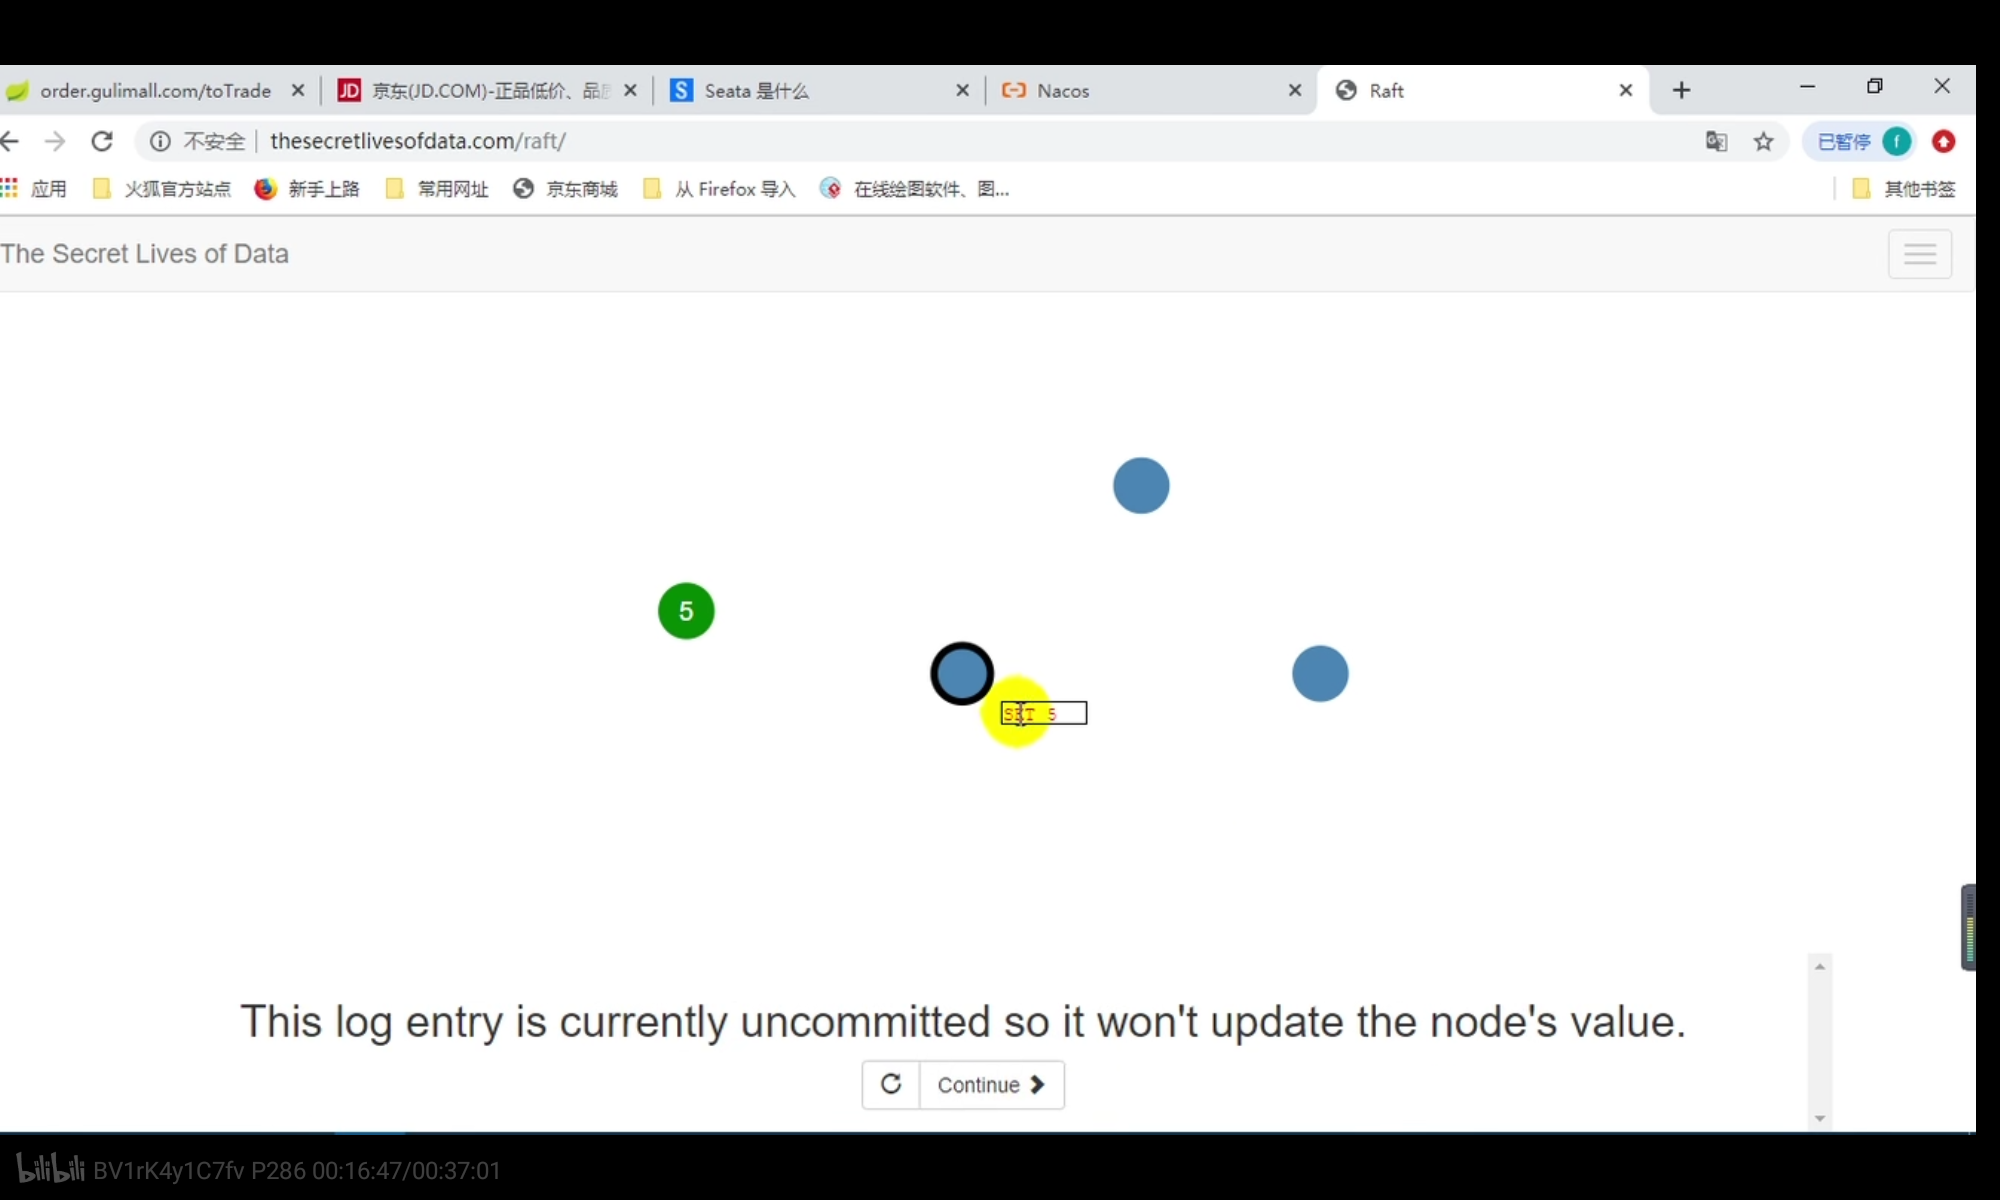 order.gulimall.com/toTrade
JD 京东(JD.COM)-正品低价、品
S Seata 是什么
Nacos
Raft
不安全 | thesecretlivesofdata.com/raft/
已暂停 f
应用 火狐官方站点 新手上路 常用网址 京东商城 从 Firefox 导入 在线绘图软件、图... 其他书签
The Secret Lives of Data
5
SET 5
This log entry is currently uncommitted so it won't update the node's value.
Continue
bilibili BV1rK4y1C7fv P286 00:16:47/00:37:01